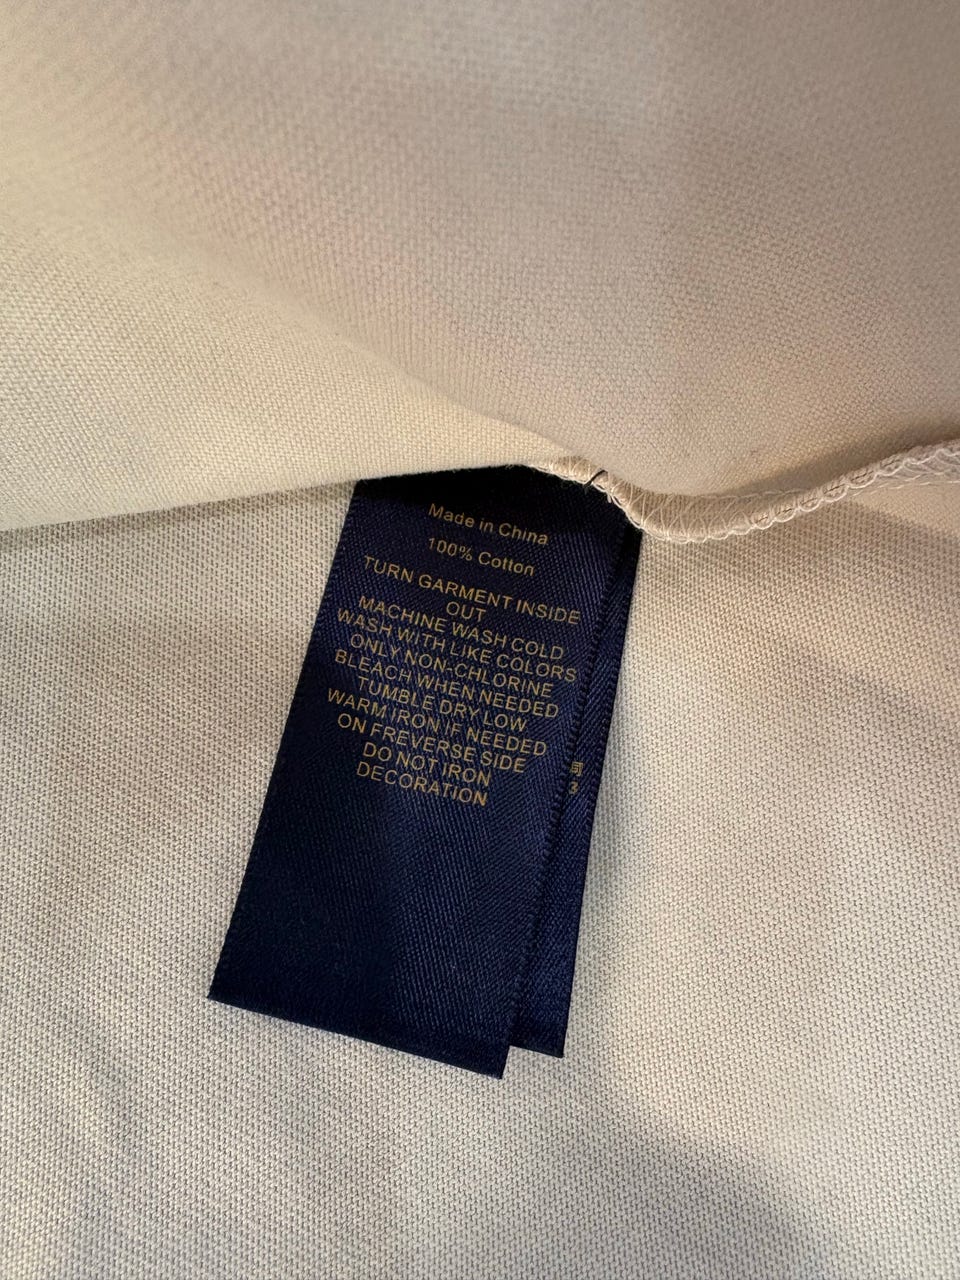 Made in China
100% Cotton
TURN GARMENT INSIDE
OUT
MACHINE WASH COLD
WASH WITH LIKE COLORS
ONLY NON-CHLORINE
BLEACH WHEN NEEDED
TUMBLE DRY LOW
WARM IRON IF NEEDED
ON FREVERSE SIDE
DO NOT IRON
DECORATION
3